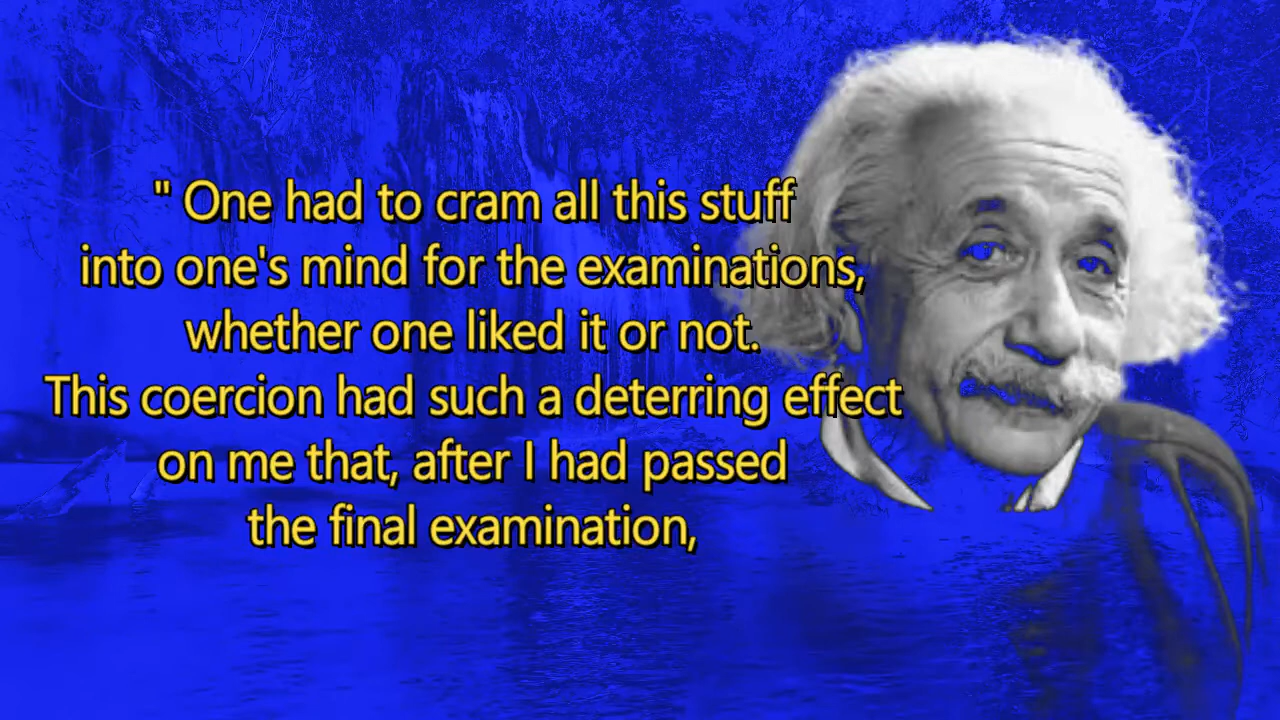 " One had to cram all this stuff
into one's mind for the examinations,
whether one liked it or not.
This coercion had such a deterring effect
on me that, after I had passed
the final examination,